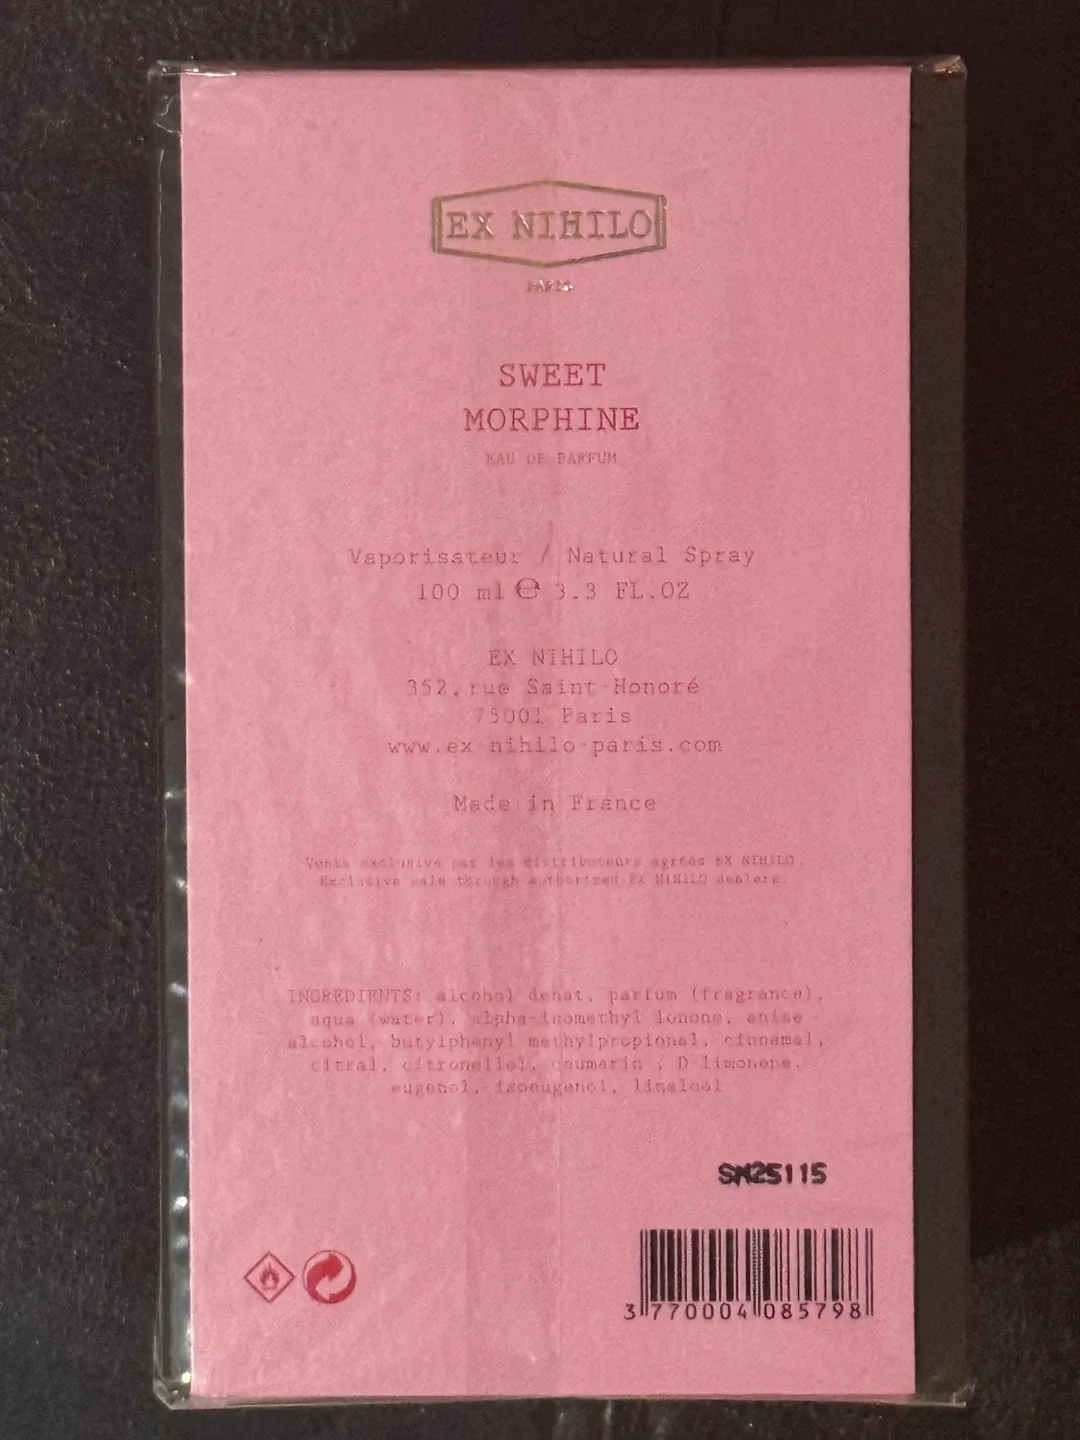 EX NIHILO
PARIS
SWEET
MORPHINE
EAU DE PARFUM
Vaporisateur / Natural Spray
100 ml ℮ 3.3 FL.OZ
EX NIHILO
352, rue Saint-Honoré
75001 Paris
www.ex-nihilo-paris.com
Made in France
Vente exclusive par les distributeurs agréés EX NIHILO.
Exclusive sale through authorized EX NIHILO dealers.
INGREDIENTS: alcohol denat, parfum (fragrance),
aqua (water), alpha-isomethyl ionone, anise
alcohol, butylphenyl methylpropional, cinnamal,
citral, citronellol, coumarin , D-limonene,
eugenol, isoeugenol, linalool
SM25115
3 770004 085798